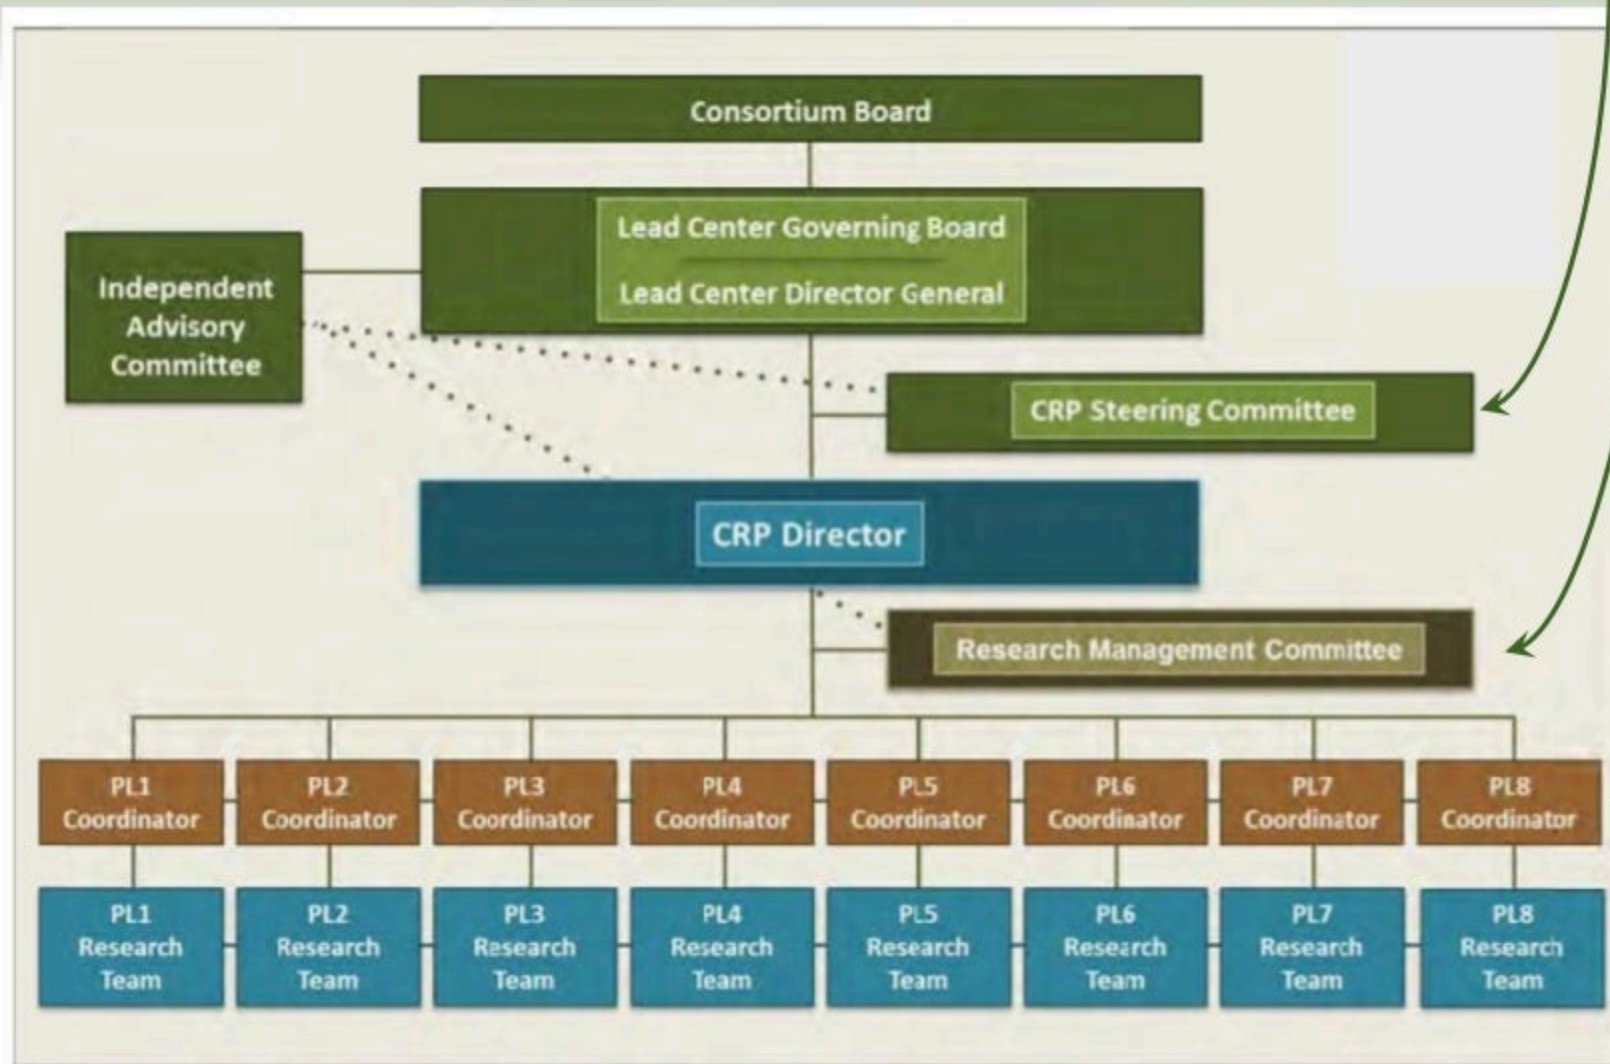 Consortium Board
Lead Center Governing Board
Lead Center Director General
Independent
Advisory
Committee
CRP Steering Committee
CRP Director
Research Management Committee
PL1
Coordinator
PL2
Coordinator
PL3
Coordinator
PL4
Coordinator
PL5
Coordinator
PL6
Coordinator
PL7
Coordinator
PL8
Coordinator
PL1
Research
Team
PL2
Research
Team
PL3
Research
Team
PL4
Research
Team
PL5
Research
Team
PL6
Research
Team
PL7
Research
Team
PL8
Research
Team